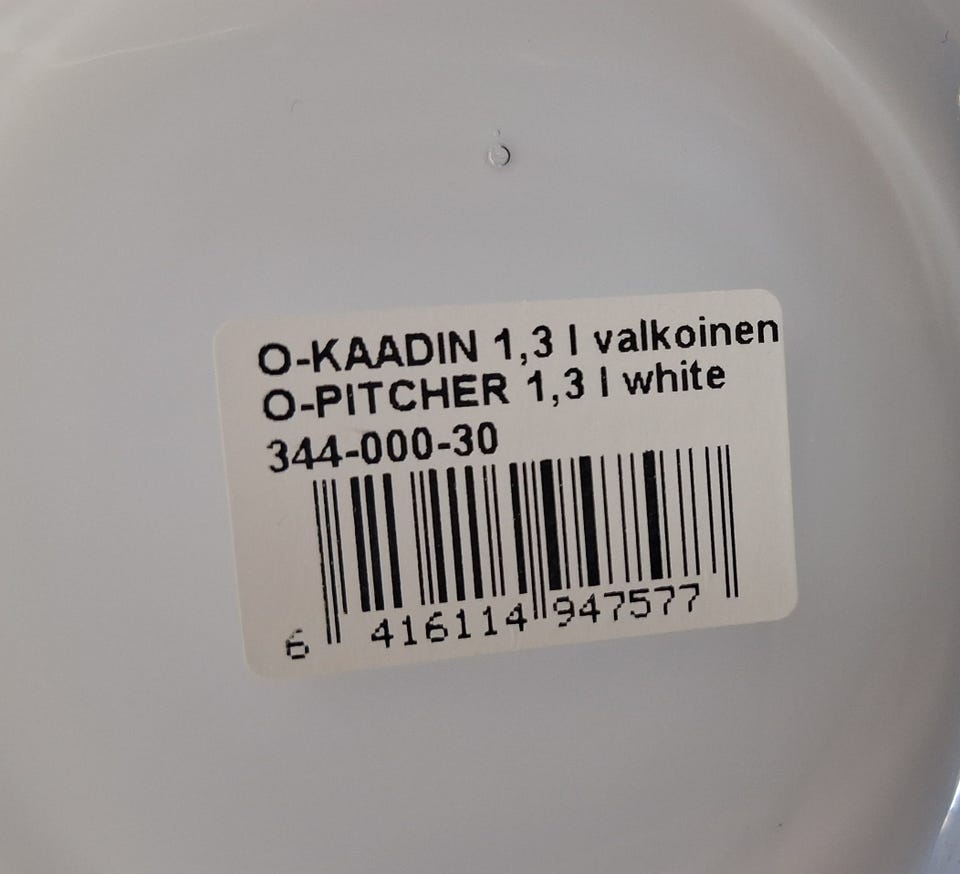 O-KAADIN 1,3 l valkoinen
O-PITCHER 1,3 l white
344-000-30
6 416114 947577